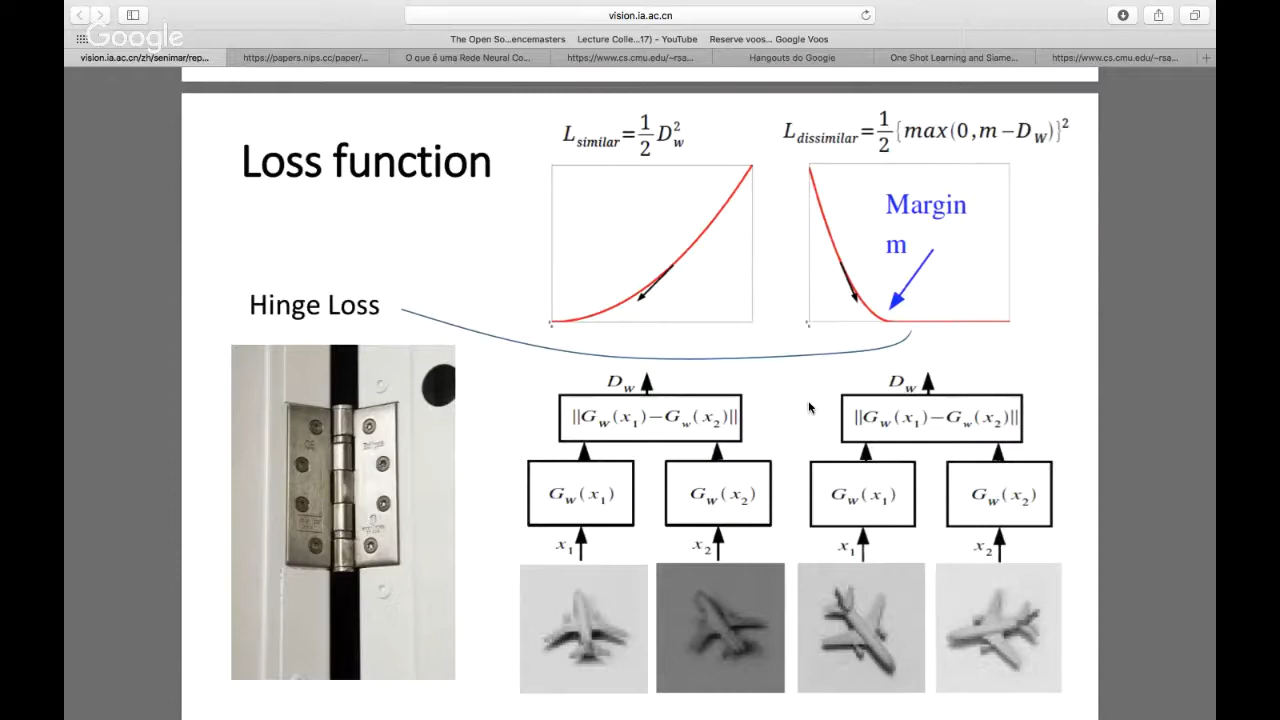 vision.ia.ac.cn
Google
The Open So...encemasters Lecture Colle...17) - YouTube Reserve voos... Google Voos
vision.ia.ac.cn/zh/senimar/rep... https://papers.nips.cc/paper/... O que é uma Rede Neural Co... https://www.cs.cmu.edu/~rsa... Hangouts do Google One Shot Learning and Siame... https://www.cs.cmu.edu/~rsa...
Loss function
L_similar = 1/2 D_w^2
L_dissimilar = 1/2 {max(0, m − D_W)}^2
Margin
m
Hinge Loss
D_W D_W
||G_W(x_1) − G_w(x_2)|| ||G_W(x_1) − G_w(x_2)||
G_W(x_1) G_W(x_2) G_W(x_1) G_W(x_2)
x_1 x_2 x_1 x_2